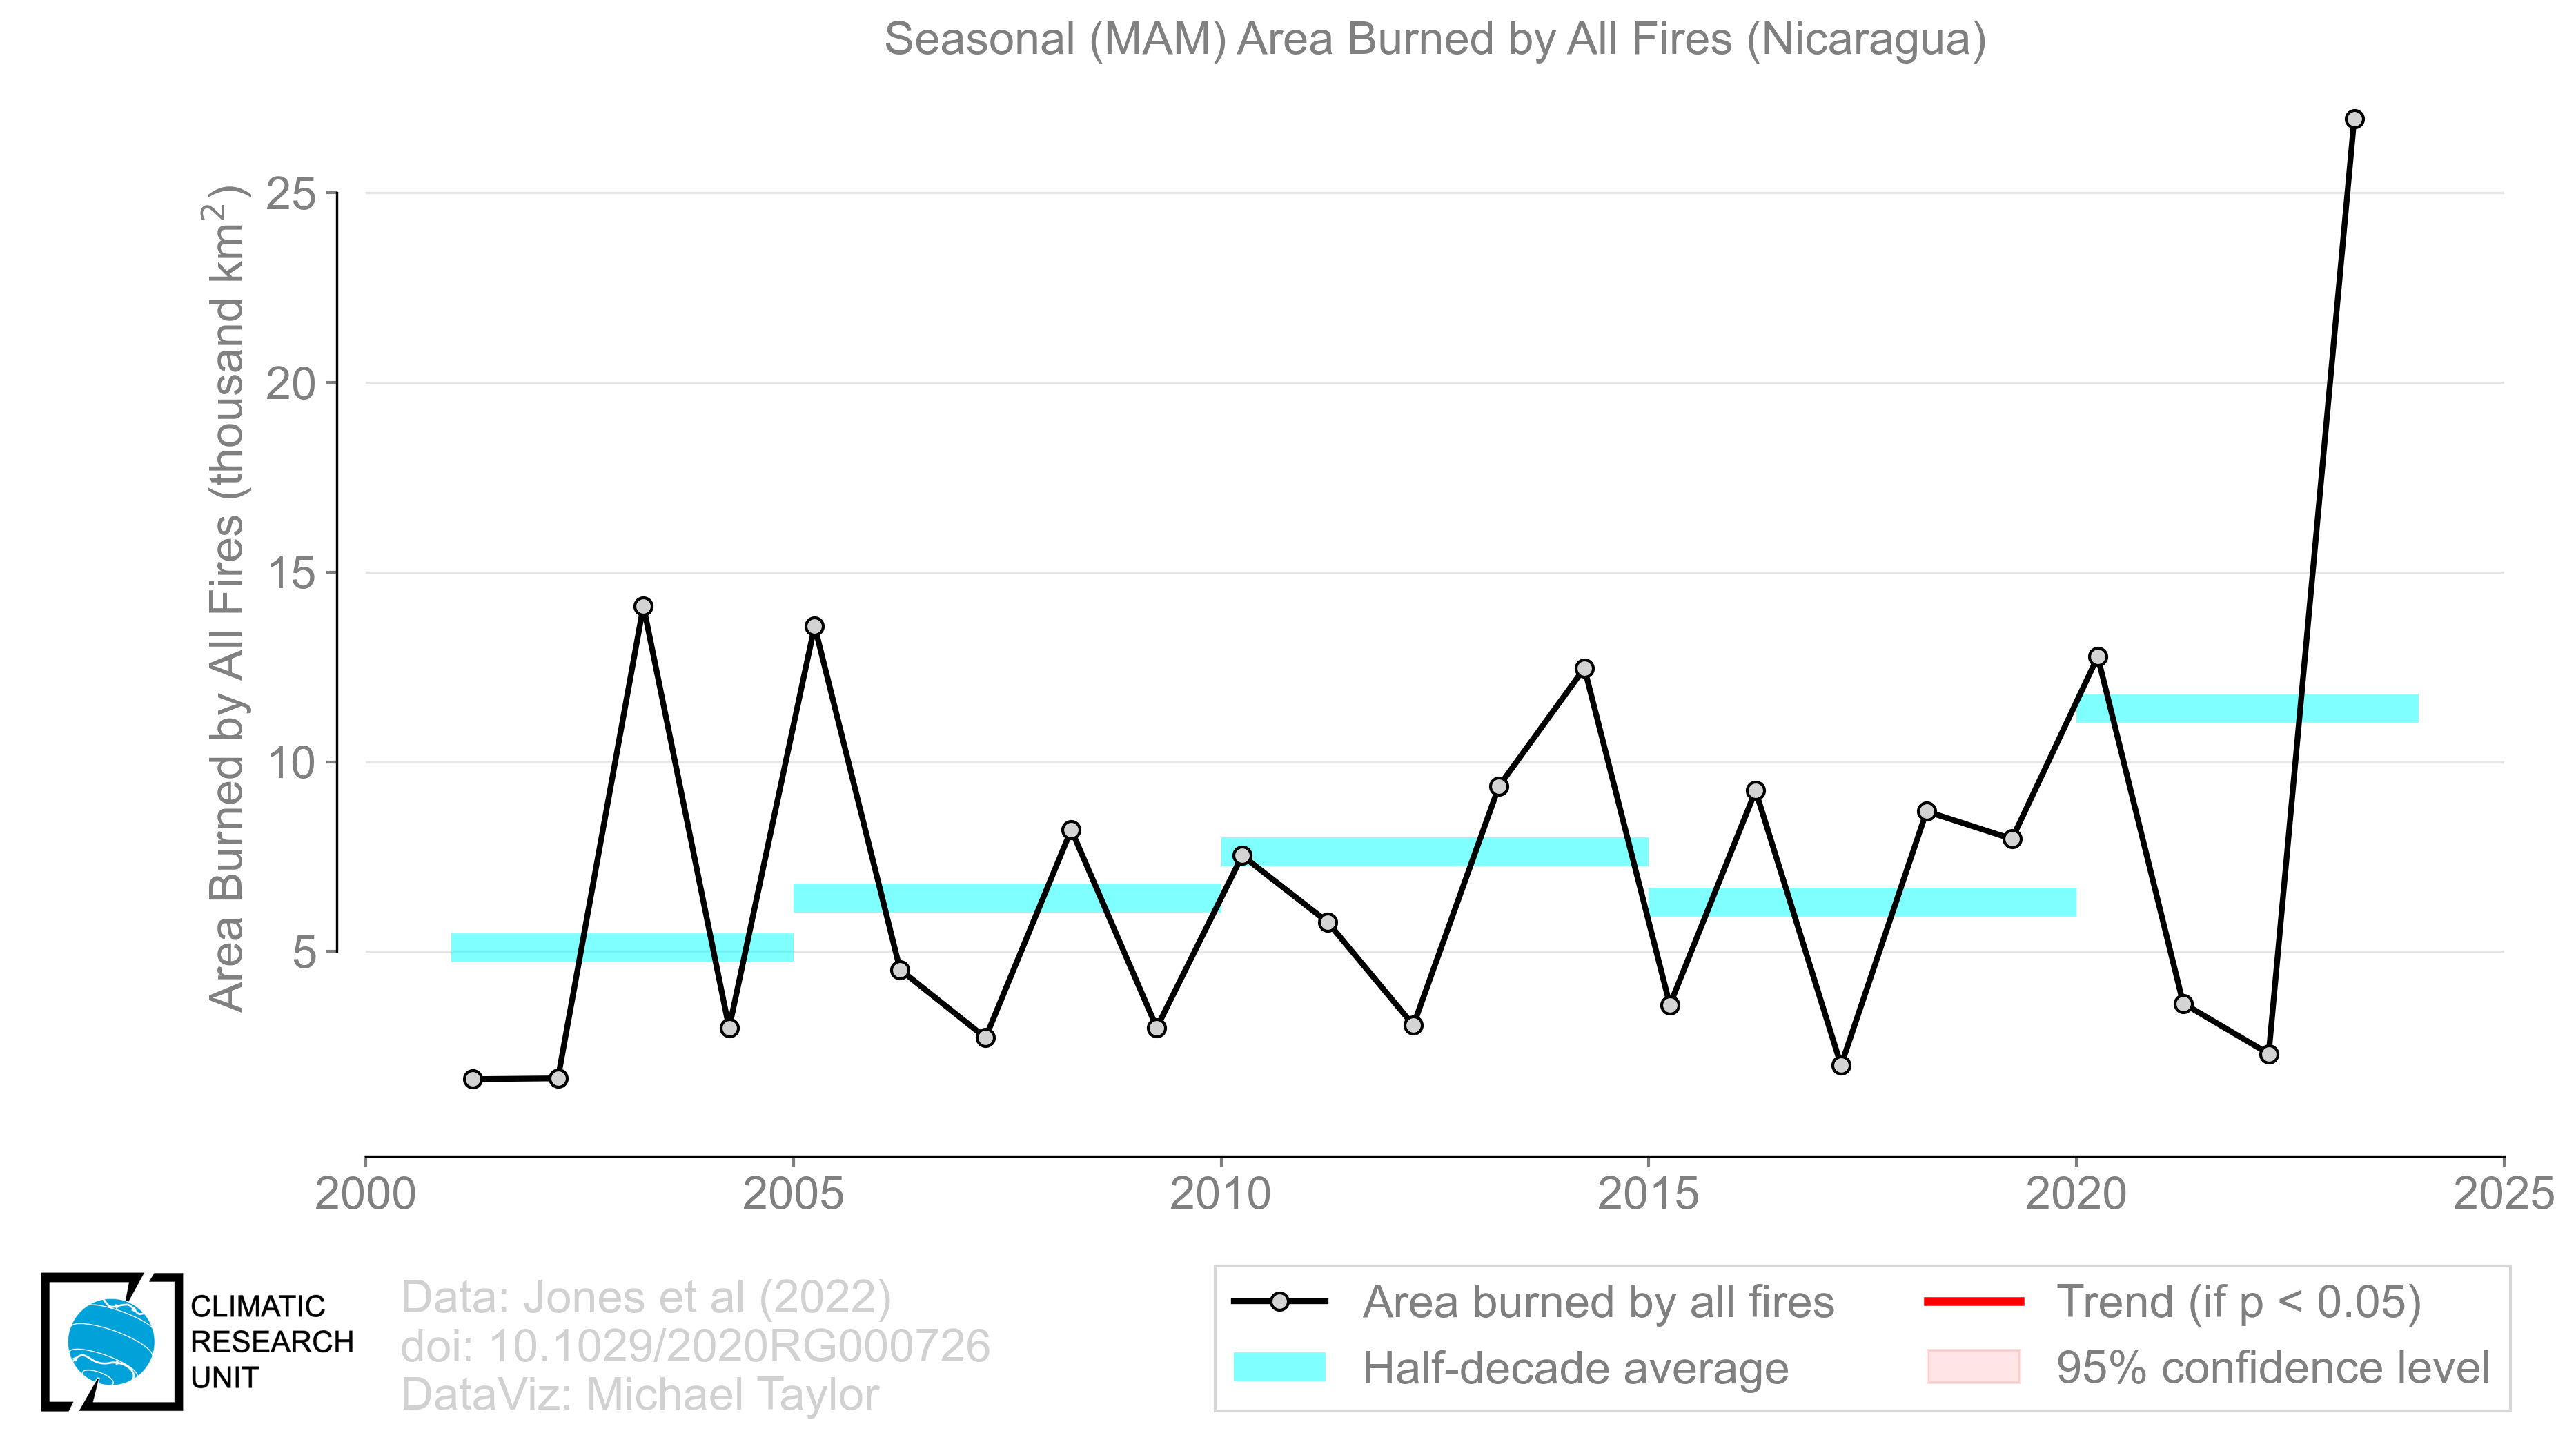 Seasonal (MAM) Area Burned by All Fires (Nicaragua)
Area Burned by All Fires (thousand km²)
25
20
15
10
5
2000 2005 2010 2015 2020 2025
CLIMATIC
RESEARCH
UNIT
Data: Jones et al (2022)
doi: 10.1029/2020RG000726
DataViz: Michael Taylor
Area burned by all fires
Half-decade average
Trend (if p < 0.05)
95% confidence level